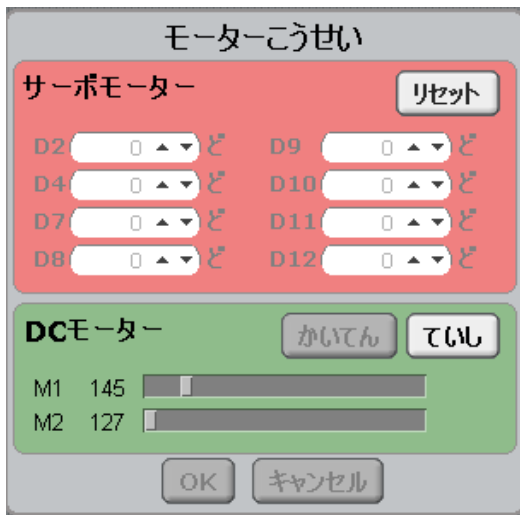 モーターこうせい
サーボモーター リセット
D2 0 ど D9 0 ど
D4 0 ど D10 0 ど
D7 0 ど D11 0 ど
D8 0 ど D12 0 ど
DCモーター かいてん ていし
M1 145
M2 127
OK キャンセル